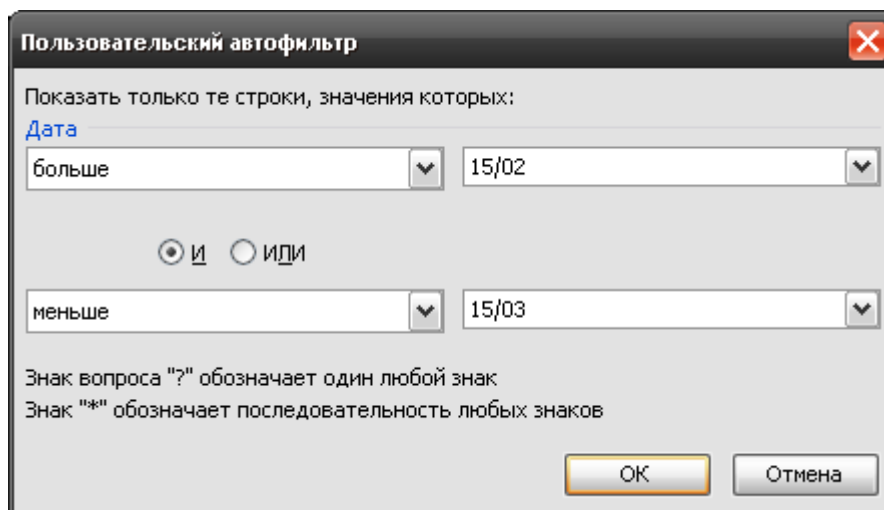 Пользовательский автофильтр
Показать только те строки, значения которых:
Дата
больше 15/02
И ИЛИ
меньше 15/03
Знак вопроса "?" обозначает один любой знак
Знак "*" обозначает последовательность любых знаков
ОК Отмена